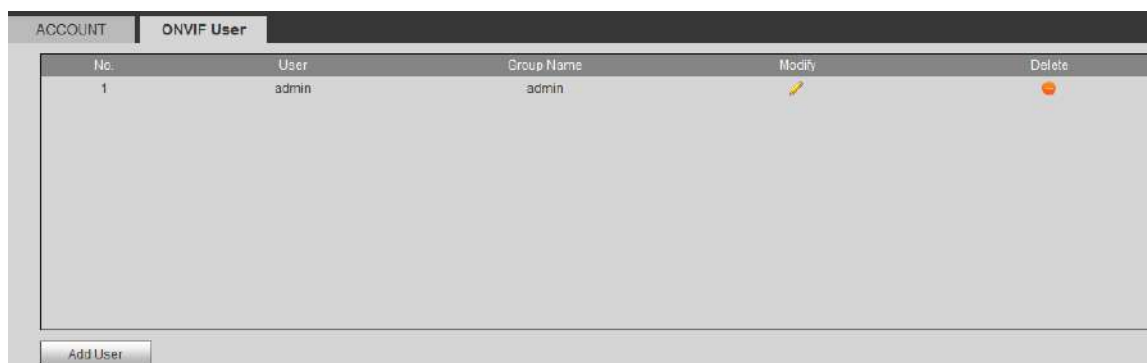 ACCOUNT ONVIF User
No. User Group Name Modify Delete
1 admin admin
Add User